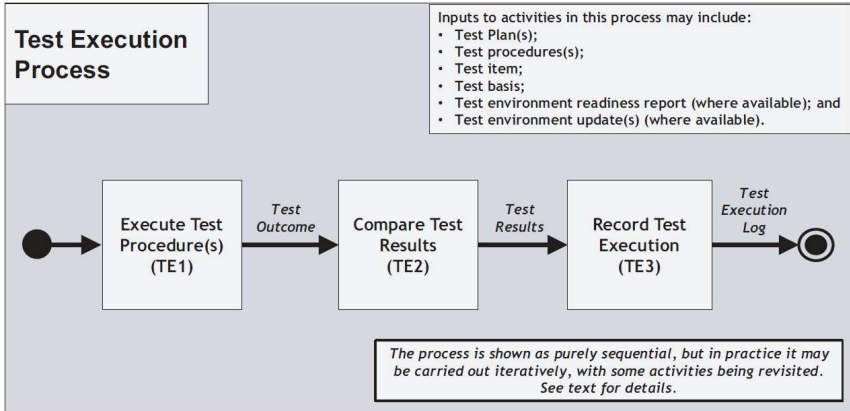 Test Execution
Process
Inputs to activities in this process may include:
• Test Plan(s);
• Test procedures(s);
• Test item;
• Test basis;
• Test environment readiness report (where available); and
• Test environment update(s) (where available).
Execute Test
Procedure(s)
(TE1)
Test
Outcome
Compare Test
Results
(TE2)
Test
Results
Record Test
Execution
(TE3)
Test
Execution
Log
The process is shown as purely sequential, but in practice it may
be carried out iteratively, with some activities being revisited.
See text for details.